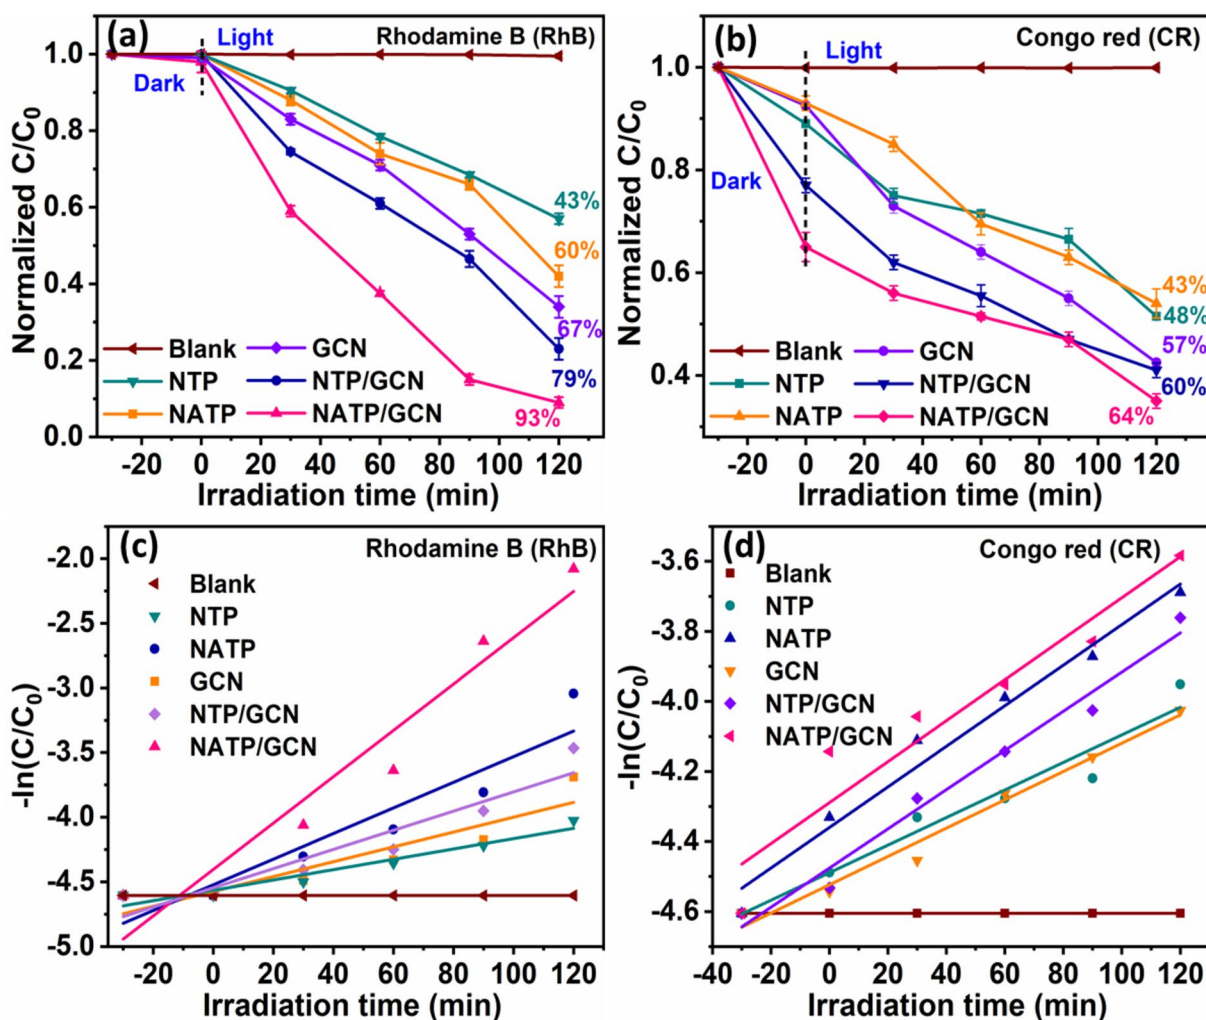 (a) Light Rhodamine B (RhB)
Dark
Normalized C/C0
1.0
0.8
0.6
0.4
0.2
0.0
43%
60%
67%
79%
93%
Blank GCN
NTP NTP/GCN
NATP NATP/GCN
-20 0 20 40 60 80 100 120
Irradiation time (min)
(b) Light Congo red (CR)
Dark
Normalized C/C0
1.0
0.8
0.6
0.4
43%
48%
57%
60%
64%
Blank GCN
NTP NTP/GCN
NATP NATP/GCN
-20 0 20 40 60 80 100 120
Irradiation time (min)
(c) Rhodamine B (RhB)
-ln(C/C0)
-2.0
-2.5
-3.0
-3.5
-4.0
-4.5
-5.0
Blank
NTP
NATP
GCN
NTP/GCN
NATP/GCN
-20 0 20 40 60 80 100 120
Irradiation time (min)
(d) Congo red (CR)
-ln(C/C0)
-3.6
-3.8
-4.0
-4.2
-4.4
-4.6
Blank
NTP
NATP
GCN
NTP/GCN
NATP/GCN
-40 -20 0 20 40 60 80 100 120
Irradiation time (min)